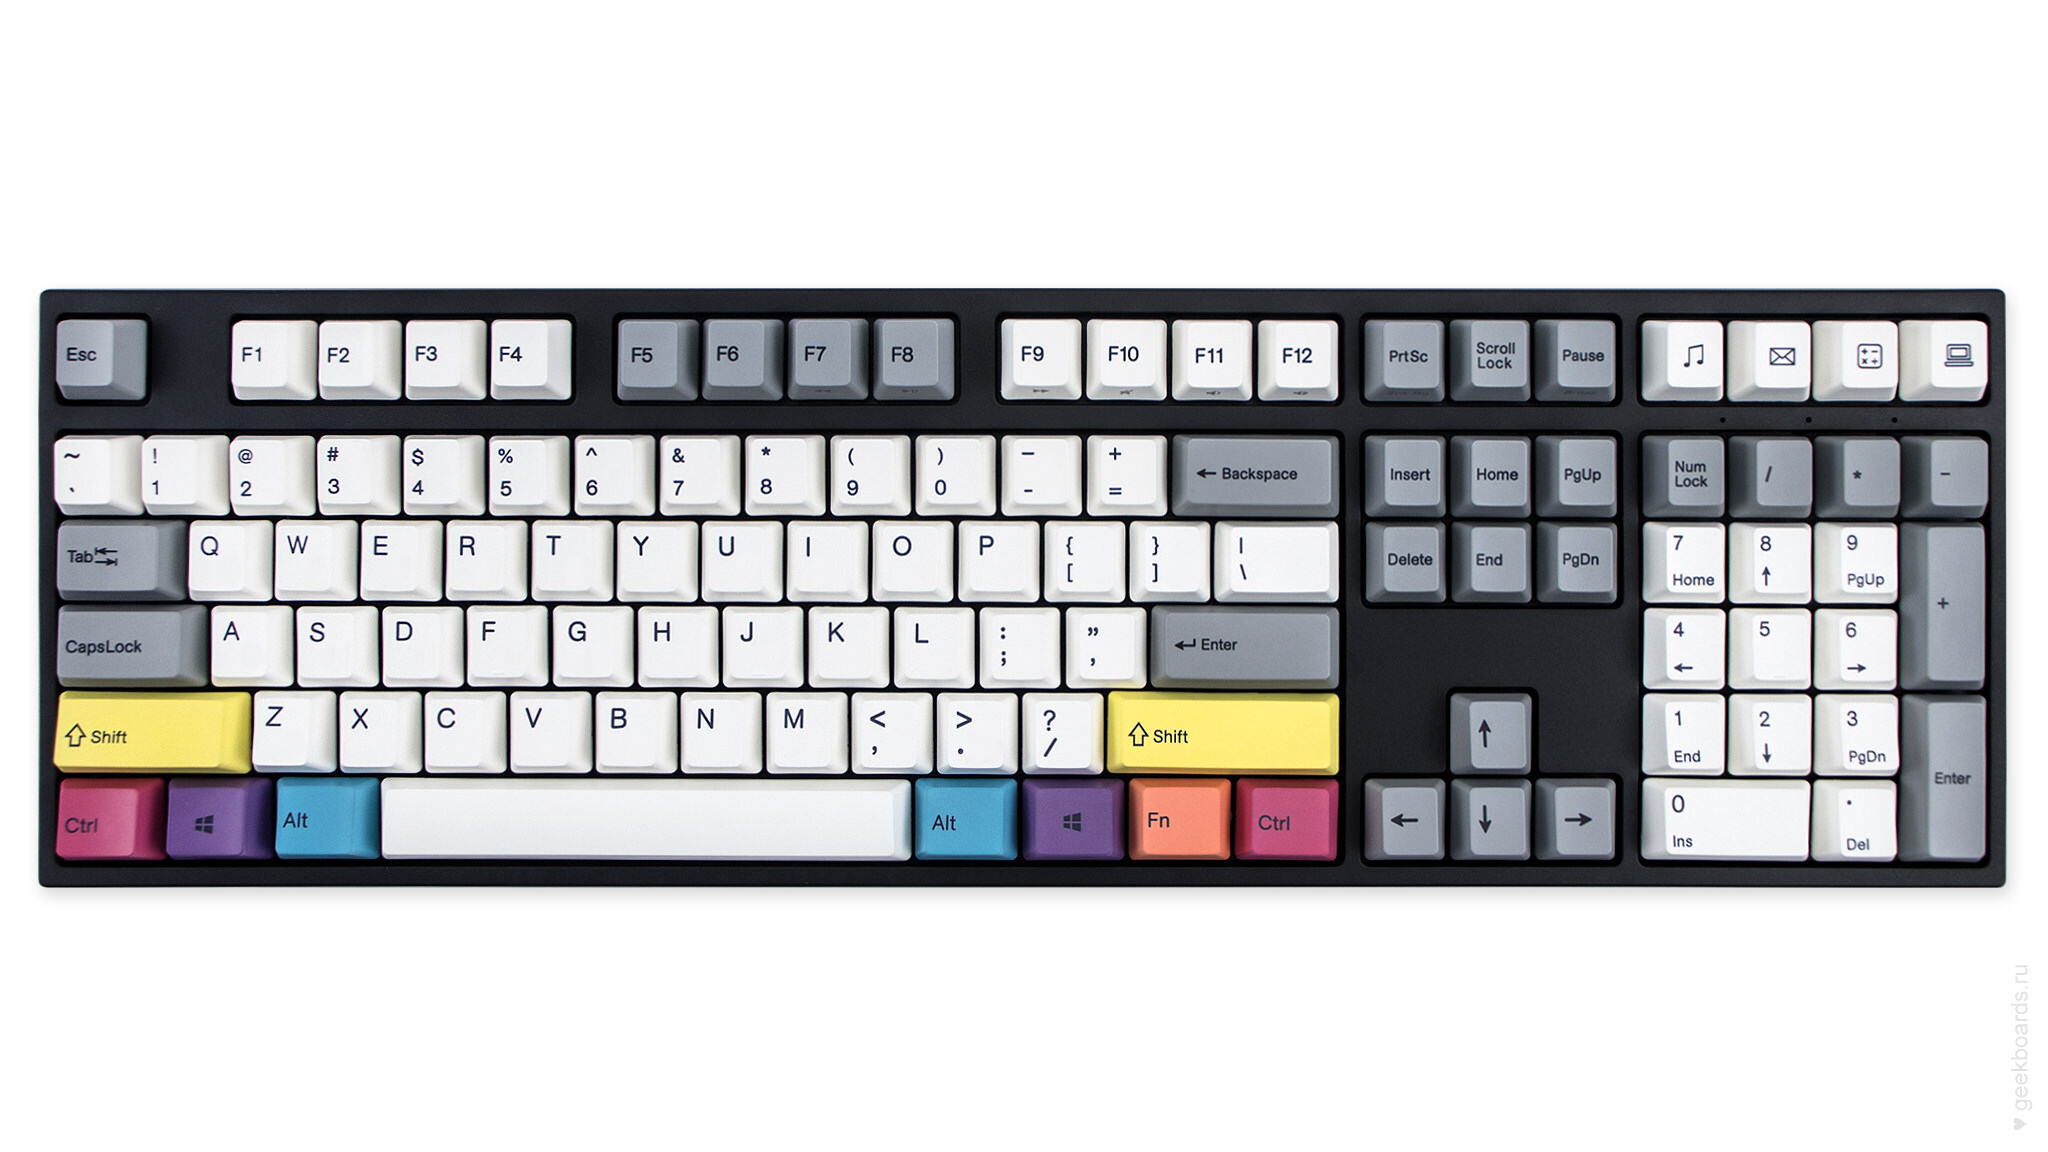 Esc F1 F2 F3 F4 F5 F6 F7 F8 F9 F10 F11 F12 PrtSc Scroll Lock Pause
~ ! @ # $ % ^ & * ( ) _ +
` 1 2 3 4 5 6 7 8 9 0 - = ← Backspace Insert Home PgUp Num Lock / * -
Tab Q W E R T Y U I O P { [ } ] | \ Delete End PgDn 7 Home 8 ↑ 9 PgUp +
CapsLock A S D F G H J K L : ; ” , ↵ Enter 4 ← 5 6 →
⇧ Shift Z X C V B N M < , > . ? / ⇧ Shift ↑ 1 End 2 ↓ 3 PgDn Enter
Ctrl Alt Alt Fn Ctrl ← ↓ → 0 Ins . Del
♥ geekboards.ru